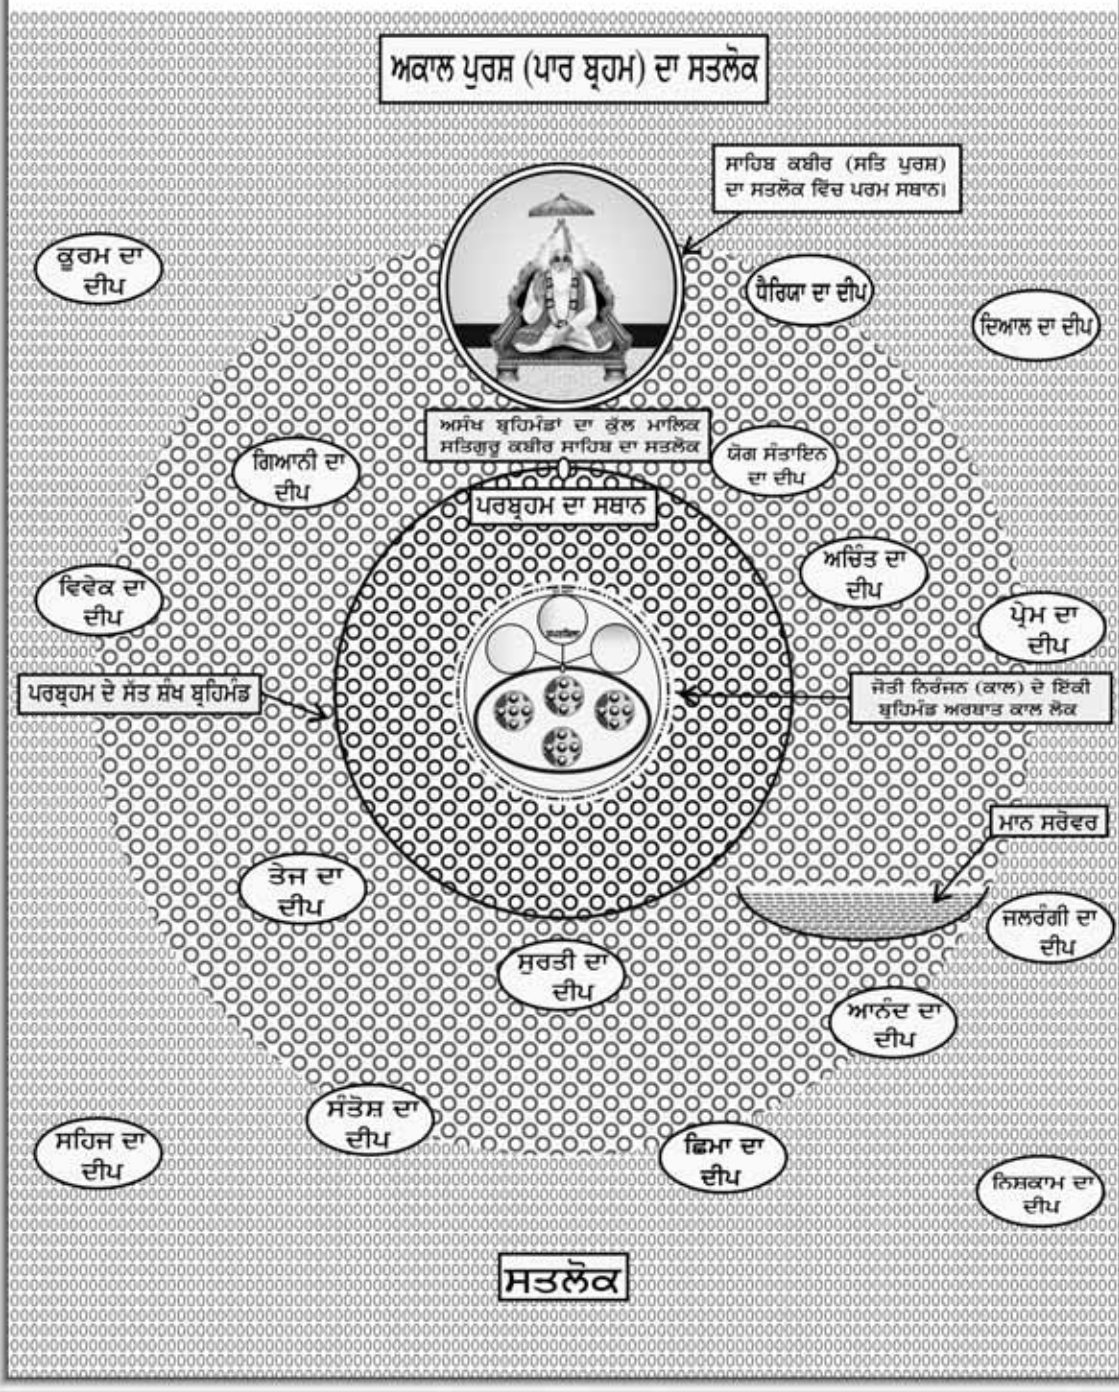 ਅਕਾਲ ਪੁਰਸ਼ (ਪਾਰ ਬ੍ਰਹਮ) ਦਾ ਸਤਲੋਕ
ਸਾਹਿਬ ਕਬੀਰ (ਸਤਿ ਪੁਰਸ਼)
ਦਾ ਸਤਲੋਕ ਵਿੱਚ ਪਰਮ ਸਥਾਨ।
ਕੂਰਮ ਦਾ
ਦੀਪ
ਧੈਰਿਯਾ ਦਾ ਦੀਪ
ਦਿਆਲ ਦਾ ਦੀਪ
ਅਸੰਖ ਬ੍ਰਹਿਮੰਡਾਂ ਦਾ ਕੁੱਲ ਮਾਲਿਕ
ਸਤਿਗੁਰੂ ਕਬੀਰ ਸਾਹਿਬ ਦਾ ਸਤਲੋਕ
ਗਿਆਨੀ ਦਾ
ਦੀਪ
ਯੋਗ ਸੰਤਾਇਨ
ਦਾ ਦੀਪ
ਪਰਬ੍ਰਹਮ ਦਾ ਸਥਾਨ
ਅਚਿੰਤ ਦਾ
ਦੀਪ
ਵਿਵੇਕ ਦਾ
ਦੀਪ
ਪ੍ਰੇਮ ਦਾ
ਦੀਪ
ਪਰਬ੍ਰਹਮ ਦੇ ਸੱਤ ਸ਼ੰਖ ਬ੍ਰਹਿਮੰਡ
ਜੋਤੀ ਨਿਰੰਜਨ (ਕਾਲ) ਦੇ ਇੱਕੀ
ਬ੍ਰਹਿਮੰਡ ਅਰਥਾਤ ਕਾਲ ਲੋਕ
ਮਾਨ ਸਰੋਵਰ
ਤੇਜ ਦਾ
ਦੀਪ
ਜਲਰੰਗੀ ਦਾ
ਦੀਪ
ਸੁਰਤੀ ਦਾ
ਦੀਪ
ਆਨੰਦ ਦਾ
ਦੀਪ
ਸੰਤੋਸ਼ ਦਾ
ਦੀਪ
ਸਹਿਜ ਦਾ
ਦੀਪ
ਛਿਮਾ ਦਾ
ਦੀਪ
ਨਿਸ਼ਕਾਮ ਦਾ
ਦੀਪ
ਸਤਲੋਕ